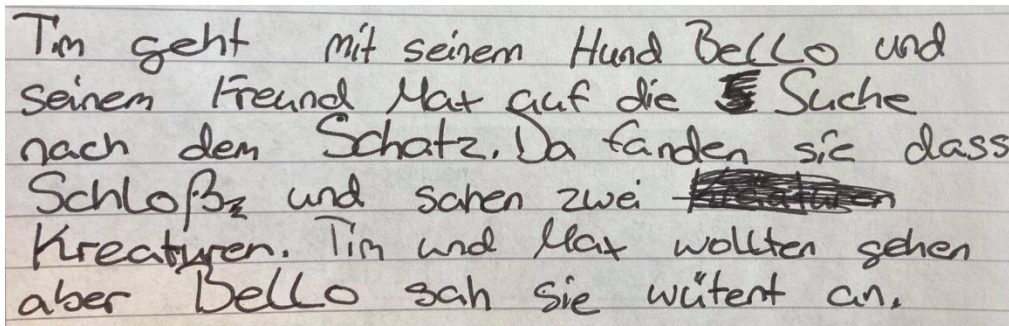 Tim geht mit seinem Hund Bello und
seinem Freund Max auf die Suche
nach dem Schatz. Da fanden sie dass
Schloß und sahen zwei
Kreaturen. Tim und Max wollten gehen
aber Bello sah sie wütent an.